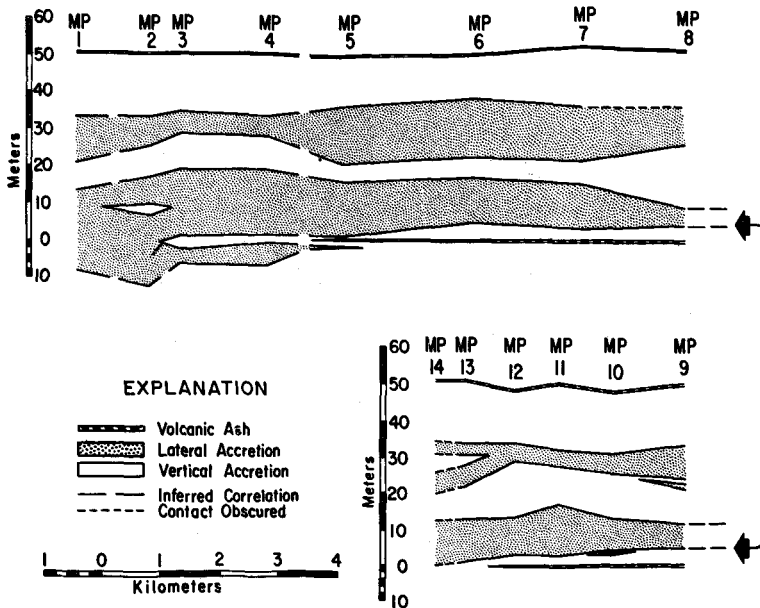 MP 1 MP 2 MP 3 MP 4 MP 5 MP 6 MP 7 MP 8
60
50
40
30
20
10
0
10
Meters
MP 14 MP 13 MP 12 MP 11 MP 10 MP 9
60
50
40
30
20
10
0
10
Meters
EXPLANATION
Volcanic Ash
Lateral Accretion
Vertical Accretion
Inferred Correlation
Contact Obscured
1 0 1 2 3 4
Kilometers